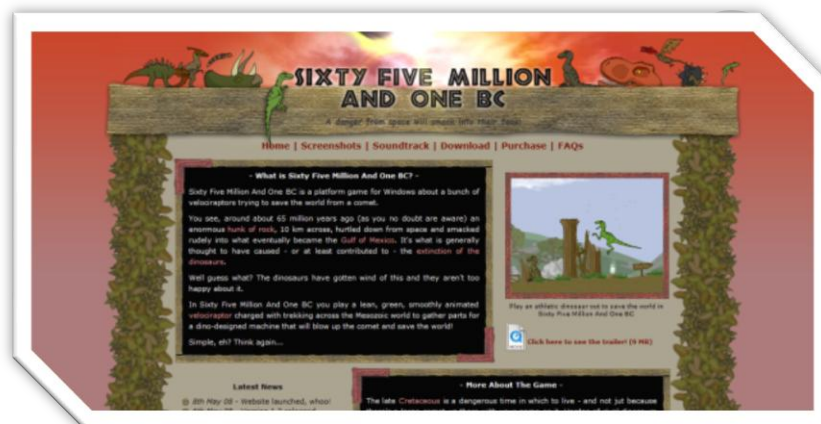 SIXTY FIVE MILLION
AND ONE BC
A danger from space will smash into their faces!
Home | Screenshots | Soundtrack | Download | Purchase | FAQs
- What is Sixty Five Million And One BC? -
Sixty Five Million And One BC is a platform game for Windows about a bunch of
velociraptors trying to save the world from a comet.
You see, around about 65 million years ago (as you no doubt are aware) an
enormous hunk of rock, 10 km across, hurtled down from space and smacked
rudely into what eventually became the Gulf of Mexico. It's what is generally
thought to have caused - or at least contributed to - the extinction of the
dinosaurs.
Well guess what? The dinosaurs have gotten wind of this and they aren't too
happy about it.
In Sixty Five Million And One BC you play a lean, green, smoothly animated
velociraptor charged with trekking across the Mesozoic world to gather parts for
a dino-designed machine that will blow up the comet and save the world!
Simple, eh? Think again...
Play an athletic dinosaur out to save the world in
Sixty Five Million And One BC
Click here to see the trailer! (9 MB)
Latest News
8th May 08 - Website launched, whoo!
- More About The Game -
The late Cretaceous is a dangerous time in which to live - and not jut because